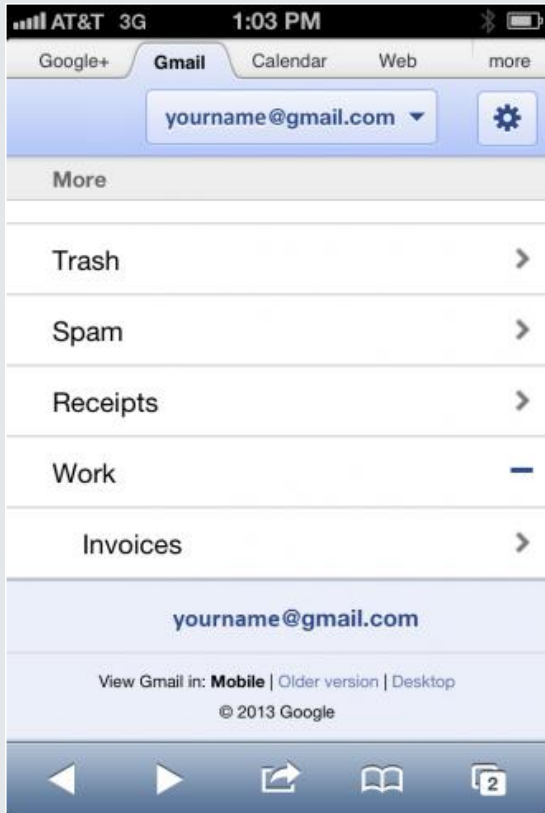 AT&T 3G 1:03 PM
Google+ Gmail Calendar Web more
yourname@gmail.com
More
Trash
Spam
Receipts
Work
Invoices
yourname@gmail.com
View Gmail in: Mobile | Older version | Desktop
© 2013 Google
2